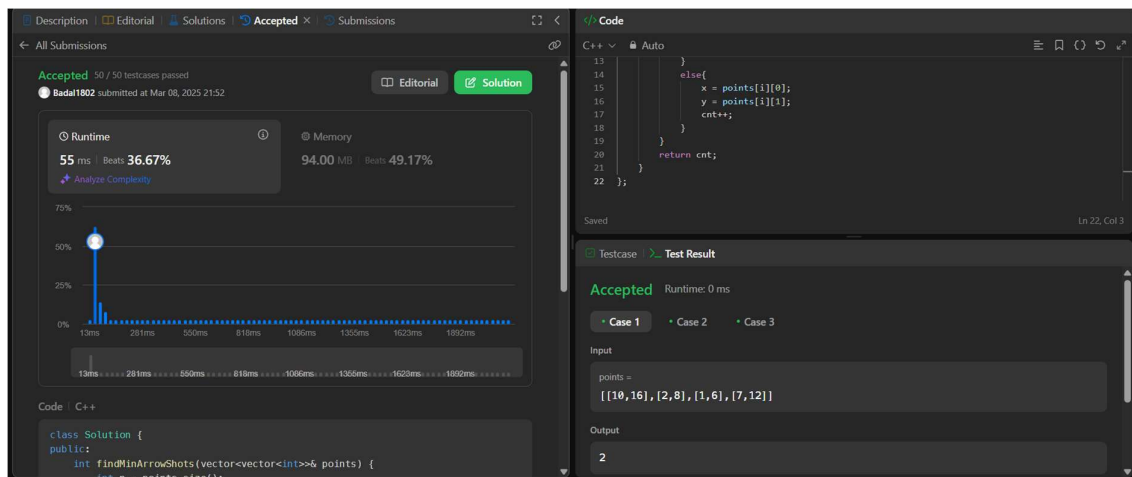 Description | Editorial | Solutions | Accepted × | Submissions
← All Submissions
Accepted 50 / 50 testcases passed
Badal1802 submitted at Mar 08, 2025 21:52
Editorial
Solution
Runtime
55 ms | Beats 36.67%
Analyze Complexity
Memory
94.00 MB | Beats 49.17%
75%
50%
25%
0%
13ms 281ms 550ms 818ms 1086ms 1355ms 1623ms 1892ms
13ms 281ms 550ms 818ms 1086ms 1355ms 1623ms 1892ms
Code | C++
class Solution {
public:
int findMinArrowShots(vector<vector<int>>& points) {
int n = points.size();
</> Code
C++ Auto
13 }
14 else{
15 x = points[i][0];
16 y = points[i][1];
17 cnt++;
18 }
19 }
20 return cnt;
21 }
22 };
Saved
Ln 22, Col 3
Testcase | >_ Test Result
Accepted Runtime: 0 ms
• Case 1 • Case 2 • Case 3
Input
points =
[[10,16],[2,8],[1,6],[7,12]]
Output
2